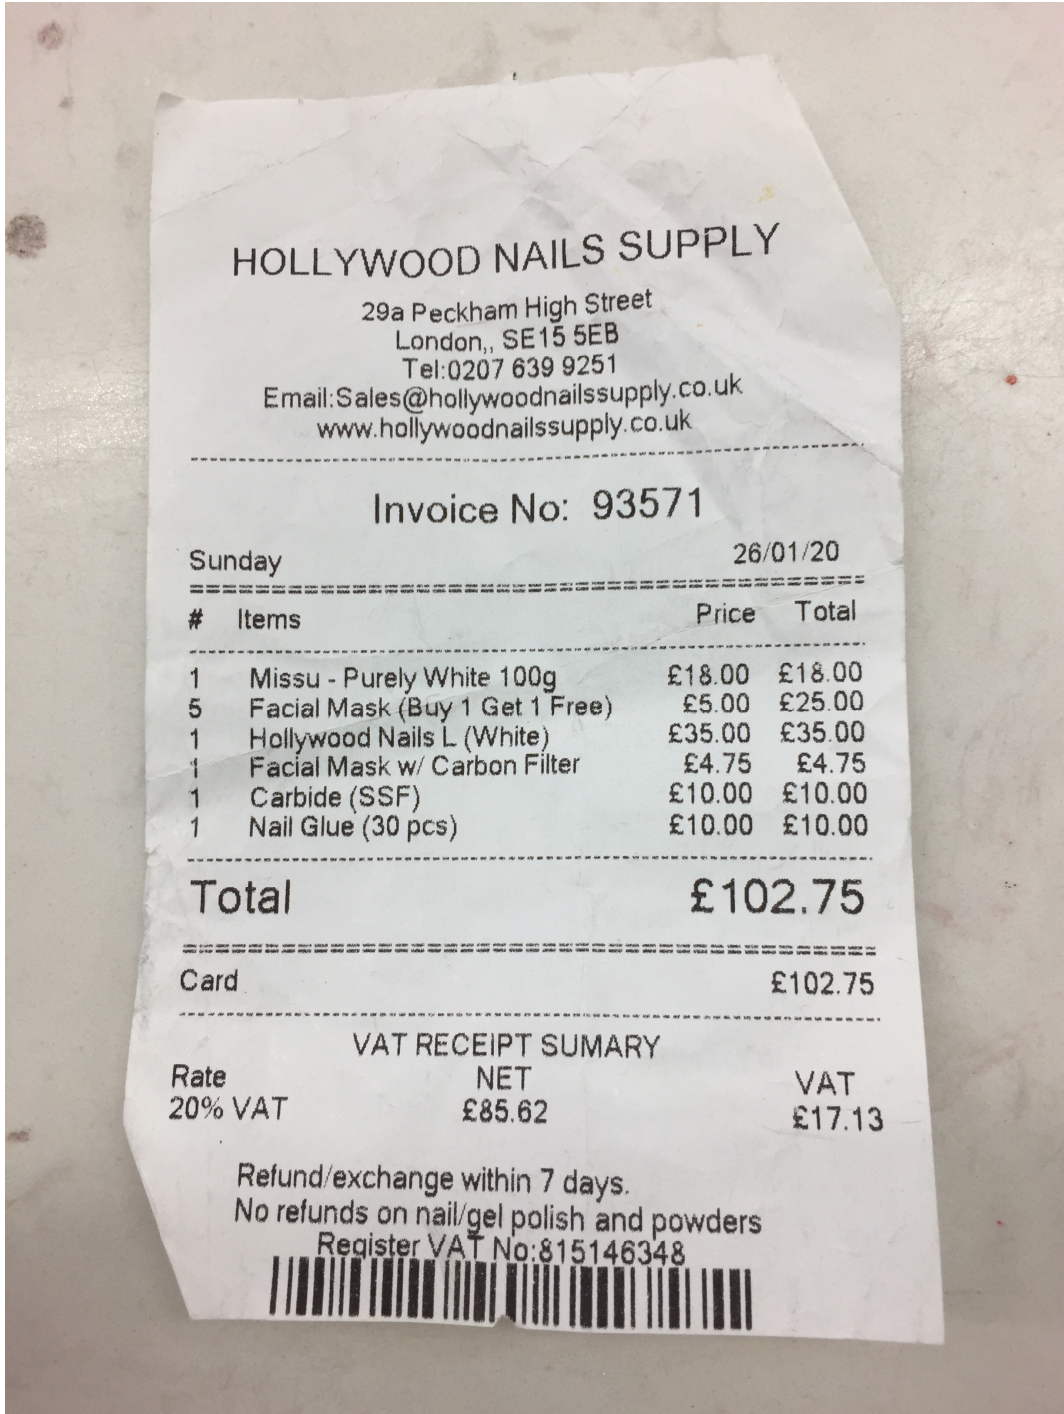 HOLLYWOOD NAILS SUPPLY
29a Peckham High Street
London,, SE15 5EB
Tel:0207 639 9251
Email:Sales@hollywoodnailssupply.co.uk
www.hollywoodnailssupply.co.uk
Invoice No: 93571
Sunday 26/01/20
# Items Price Total
1 Missu - Purely White 100g £18.00 £18.00
5 Facial Mask (Buy 1 Get 1 Free) £5.00 £25.00
1 Hollywood Nails L (White) £35.00 £35.00
1 Facial Mask w/ Carbon Filter £4.75 £4.75
1 Carbide (SSF) £10.00 £10.00
1 Nail Glue (30 pcs) £10.00 £10.00
Total £102.75
Card £102.75
VAT RECEIPT SUMARY
Rate NET VAT
20% VAT £85.62 £17.13
Refund/exchange within 7 days.
No refunds on nail/gel polish and powders
Register VAT No:815146348